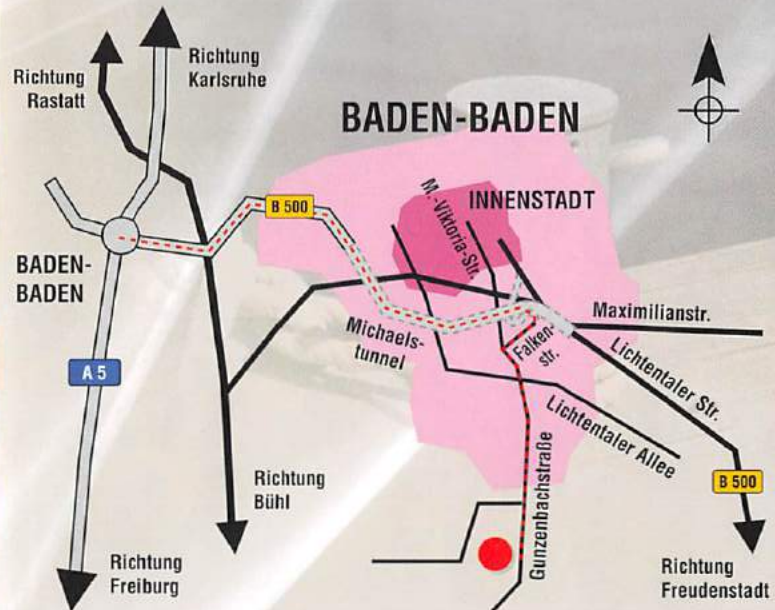 Richtung
Karlsruhe
Richtung
Rastatt
BADEN-BADEN
INNENSTADT
M.-Viktoria-Str.
B 500
BADEN-
BADEN
Michaels-
tunnel
Falken-
str.
Maximilianstr.
Lichtentaler Str.
A 5
Lichtentaler Allee
Gunzenbachstraße
B 500
Richtung
Bühl
Richtung
Freiburg
Richtung
Freudenstadt